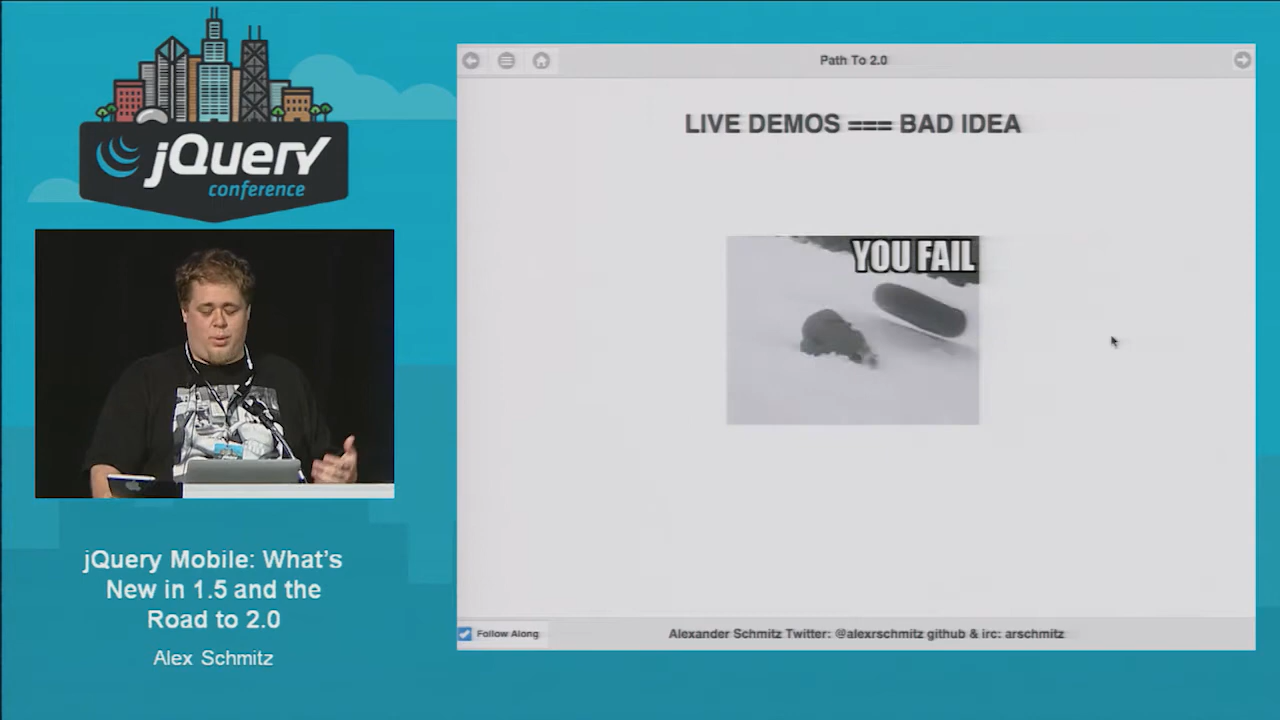 jQuery
conference
jQuery Mobile: What's
New in 1.5 and the
Road to 2.0
Alex Schmitz
Path To 2.0
LIVE DEMOS === BAD IDEA
YOU FAIL
Follow Along
Alexander Schmitz Twitter: @alexrschmitz github & irc: arschmitz